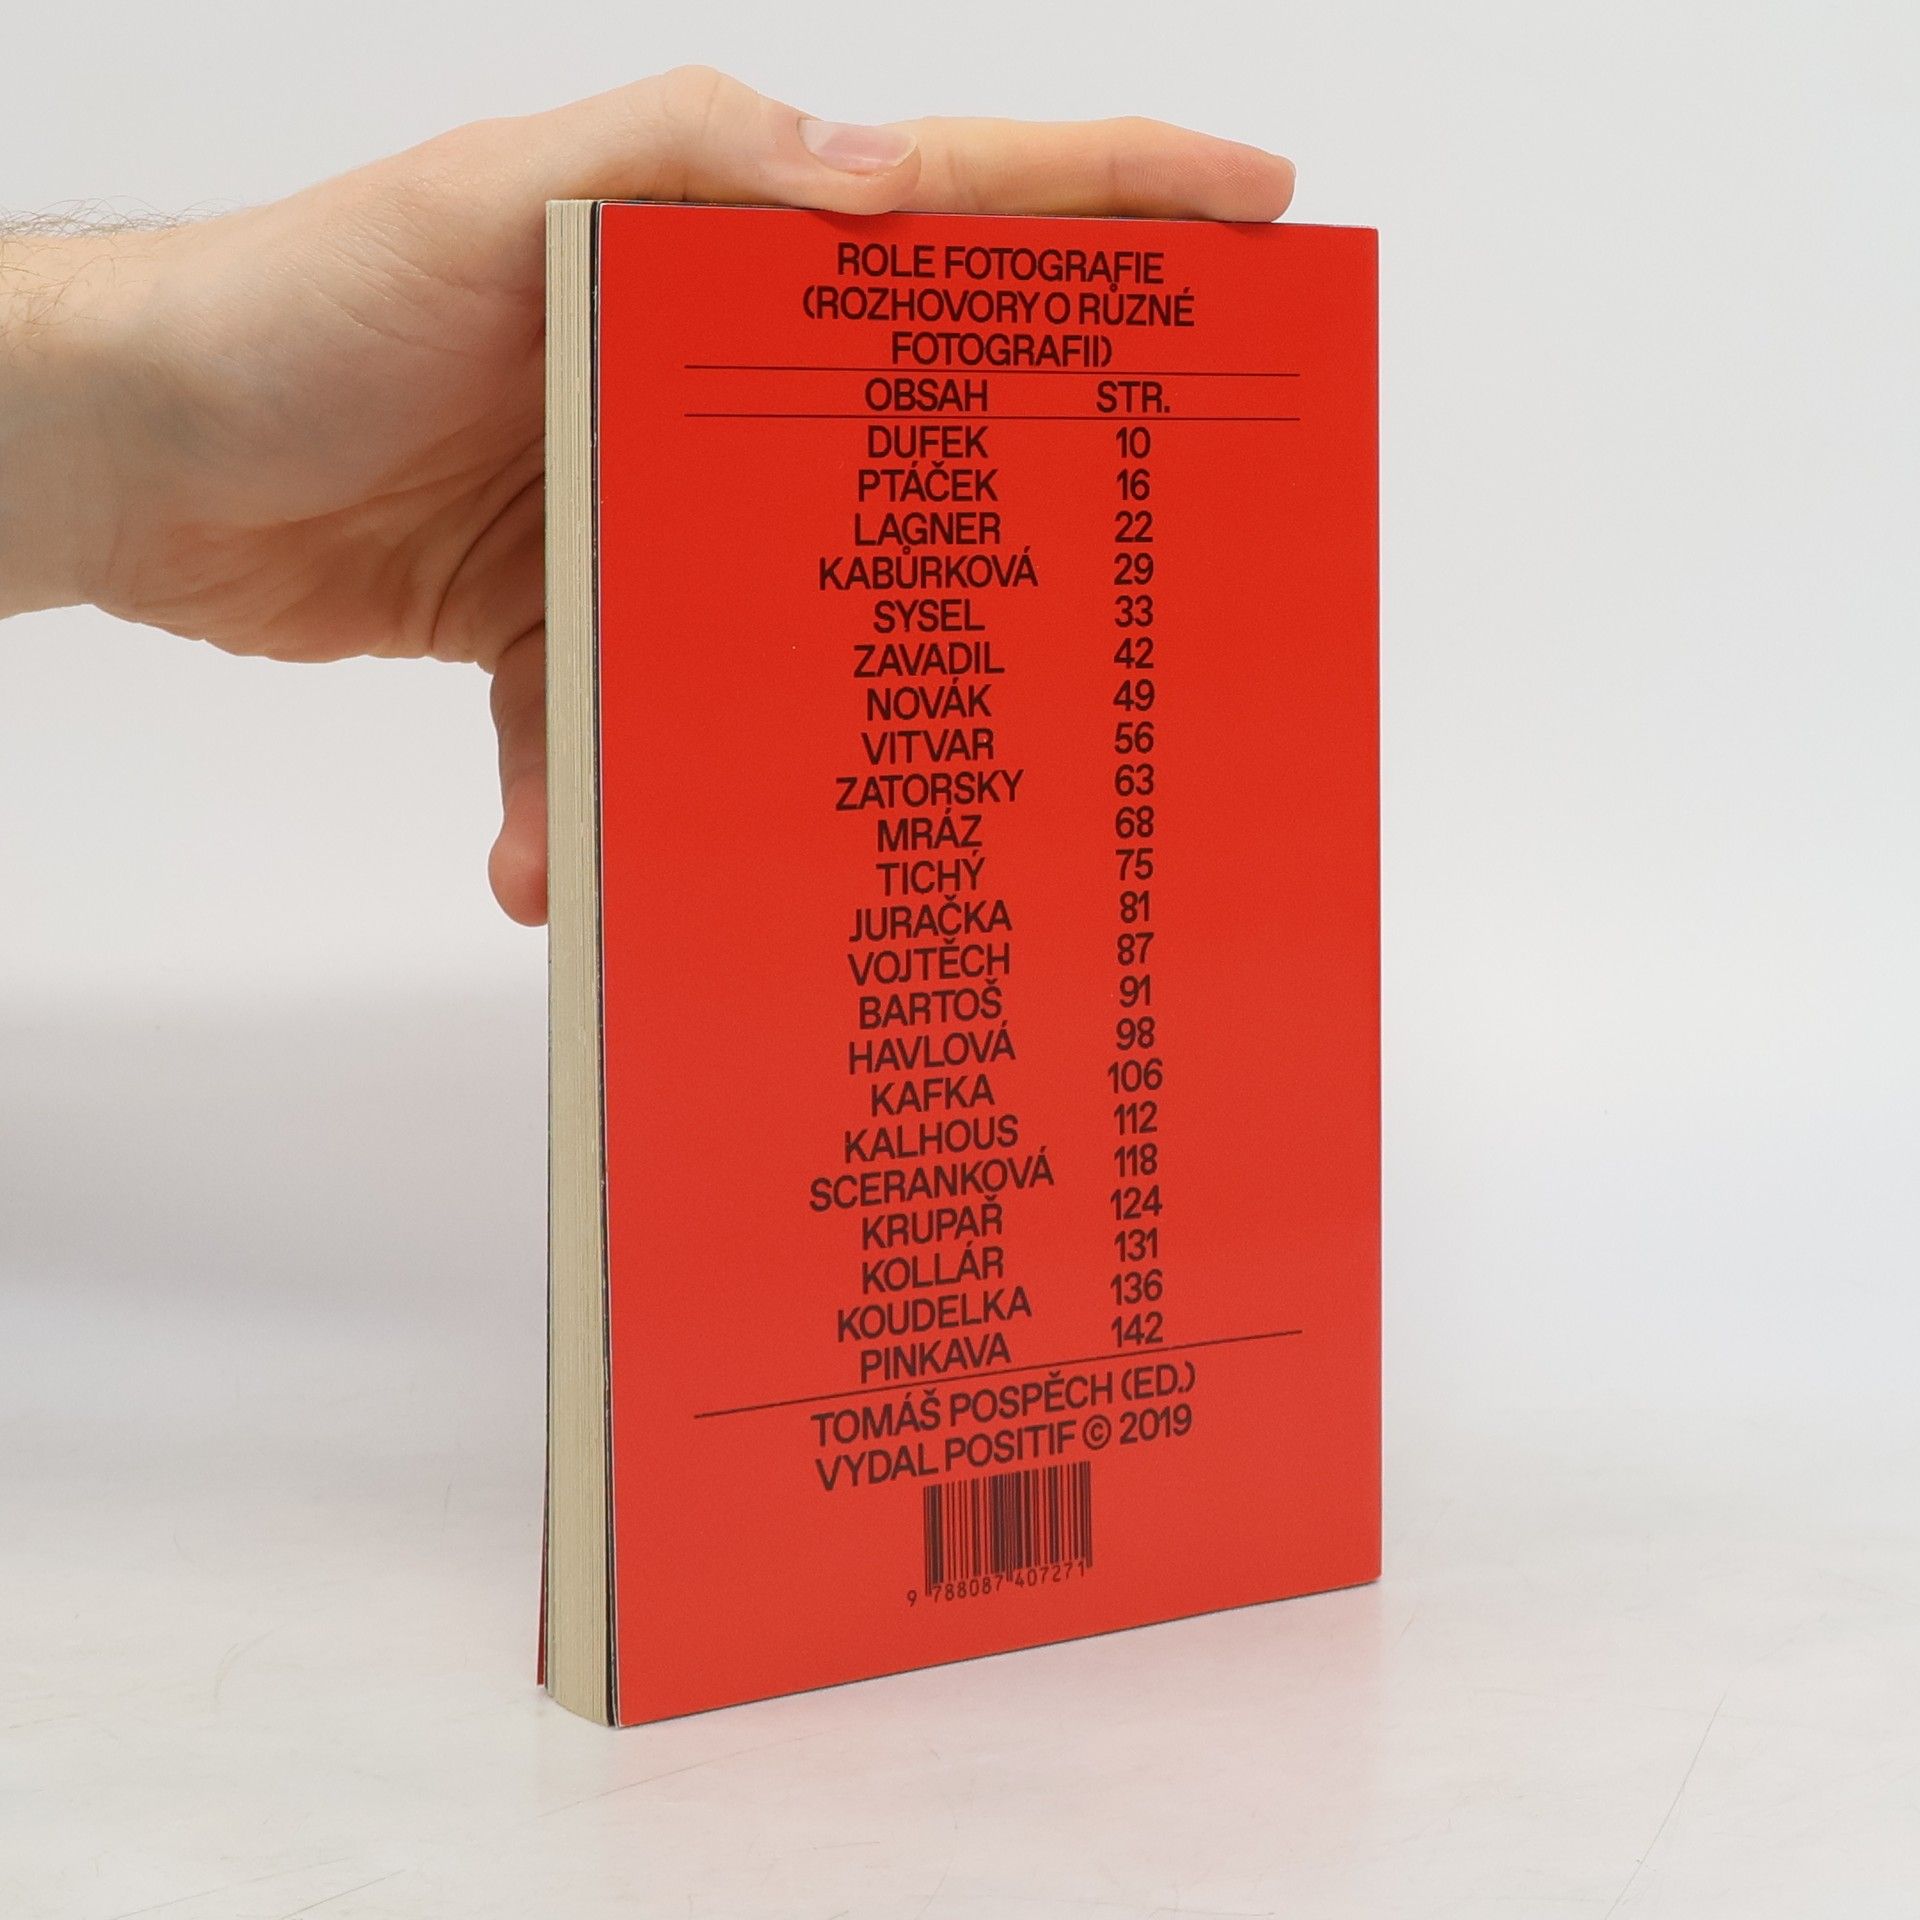 ROLE FOTOGRAFIE
(ROZHOVORY O RŮZNÉ
FOTOGRAFII)
OBSAH STR.
DUFEK 10
PTÁČEK 16
LAGNER 22
KABŮRKOVÁ 29
SYSEL 33
ZAVADIL 42
NOVÁK 49
VITVAR 56
ZATORSKY 63
MRÁZ 68
TICHÝ 75
JURAČKA 81
VOJTĚCH 87
BARTOŠ 91
HAVLOVÁ 98
KAFKA 106
KALHOUS 112
SCERANKOVÁ 118
KRUPAŘ 124
KOLLÁR 131
KOUDELKA 136
PINKAVA 142
TOMÁŠ POSPĚCH (ED.)
VYDAL POSITIF © 2019
9 788087 407271